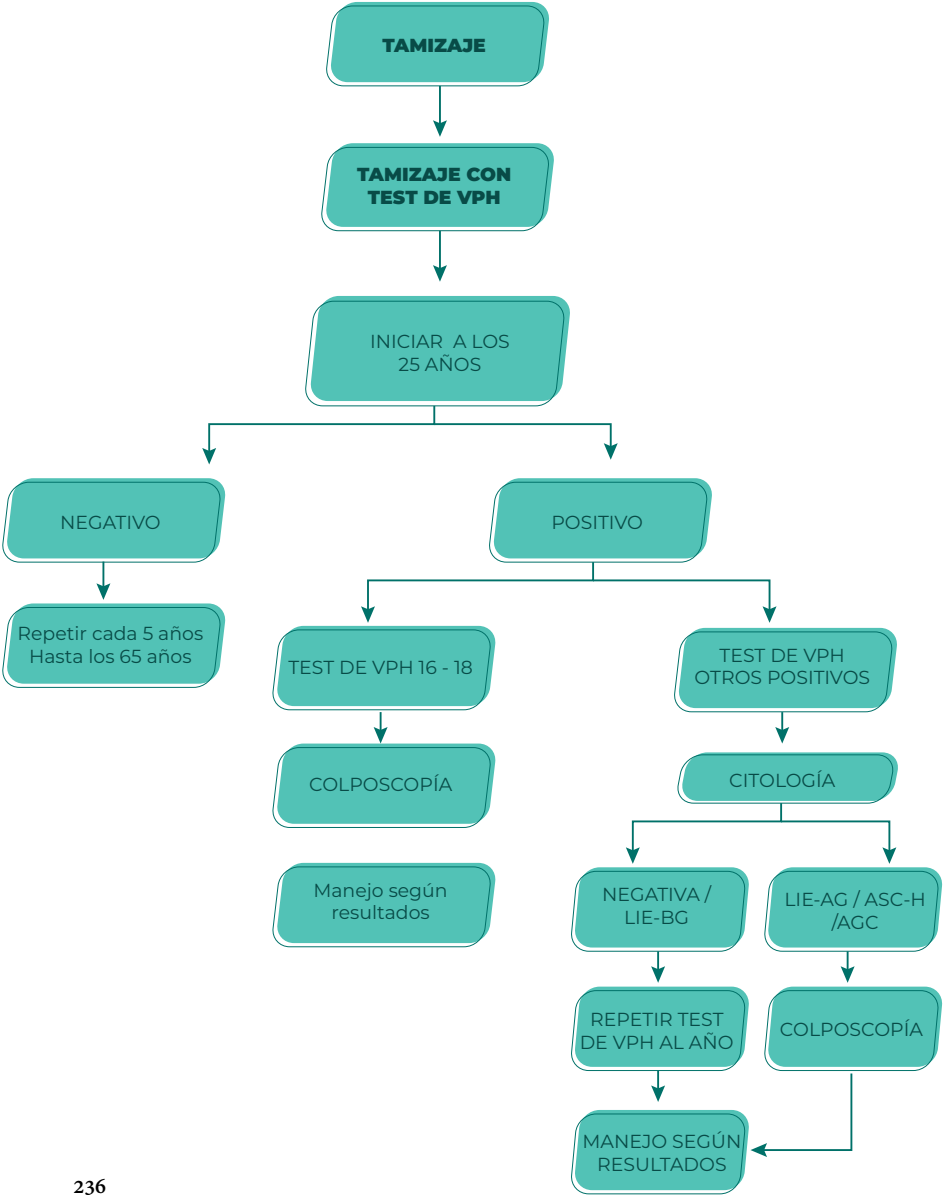 TAMIZAJE
TAMIZAJE CON
TEST DE VPH
INICIAR A LOS
25 AÑOS
NEGATIVO
POSITIVO
Repetir cada 5 años
Hasta los 65 años
TEST DE VPH 16 - 18
TEST DE VPH
OTROS POSITIVOS
COLPOSCOPÍA
CITOLOGÍA
Manejo según
resultados
NEGATIVA /
LIE-BG
LIE-AG / ASC-H
/AGC
REPETIR TEST
DE VPH AL AÑO
COLPOSCOPÍA
MANEJO SEGÚN
RESULTADOS
236